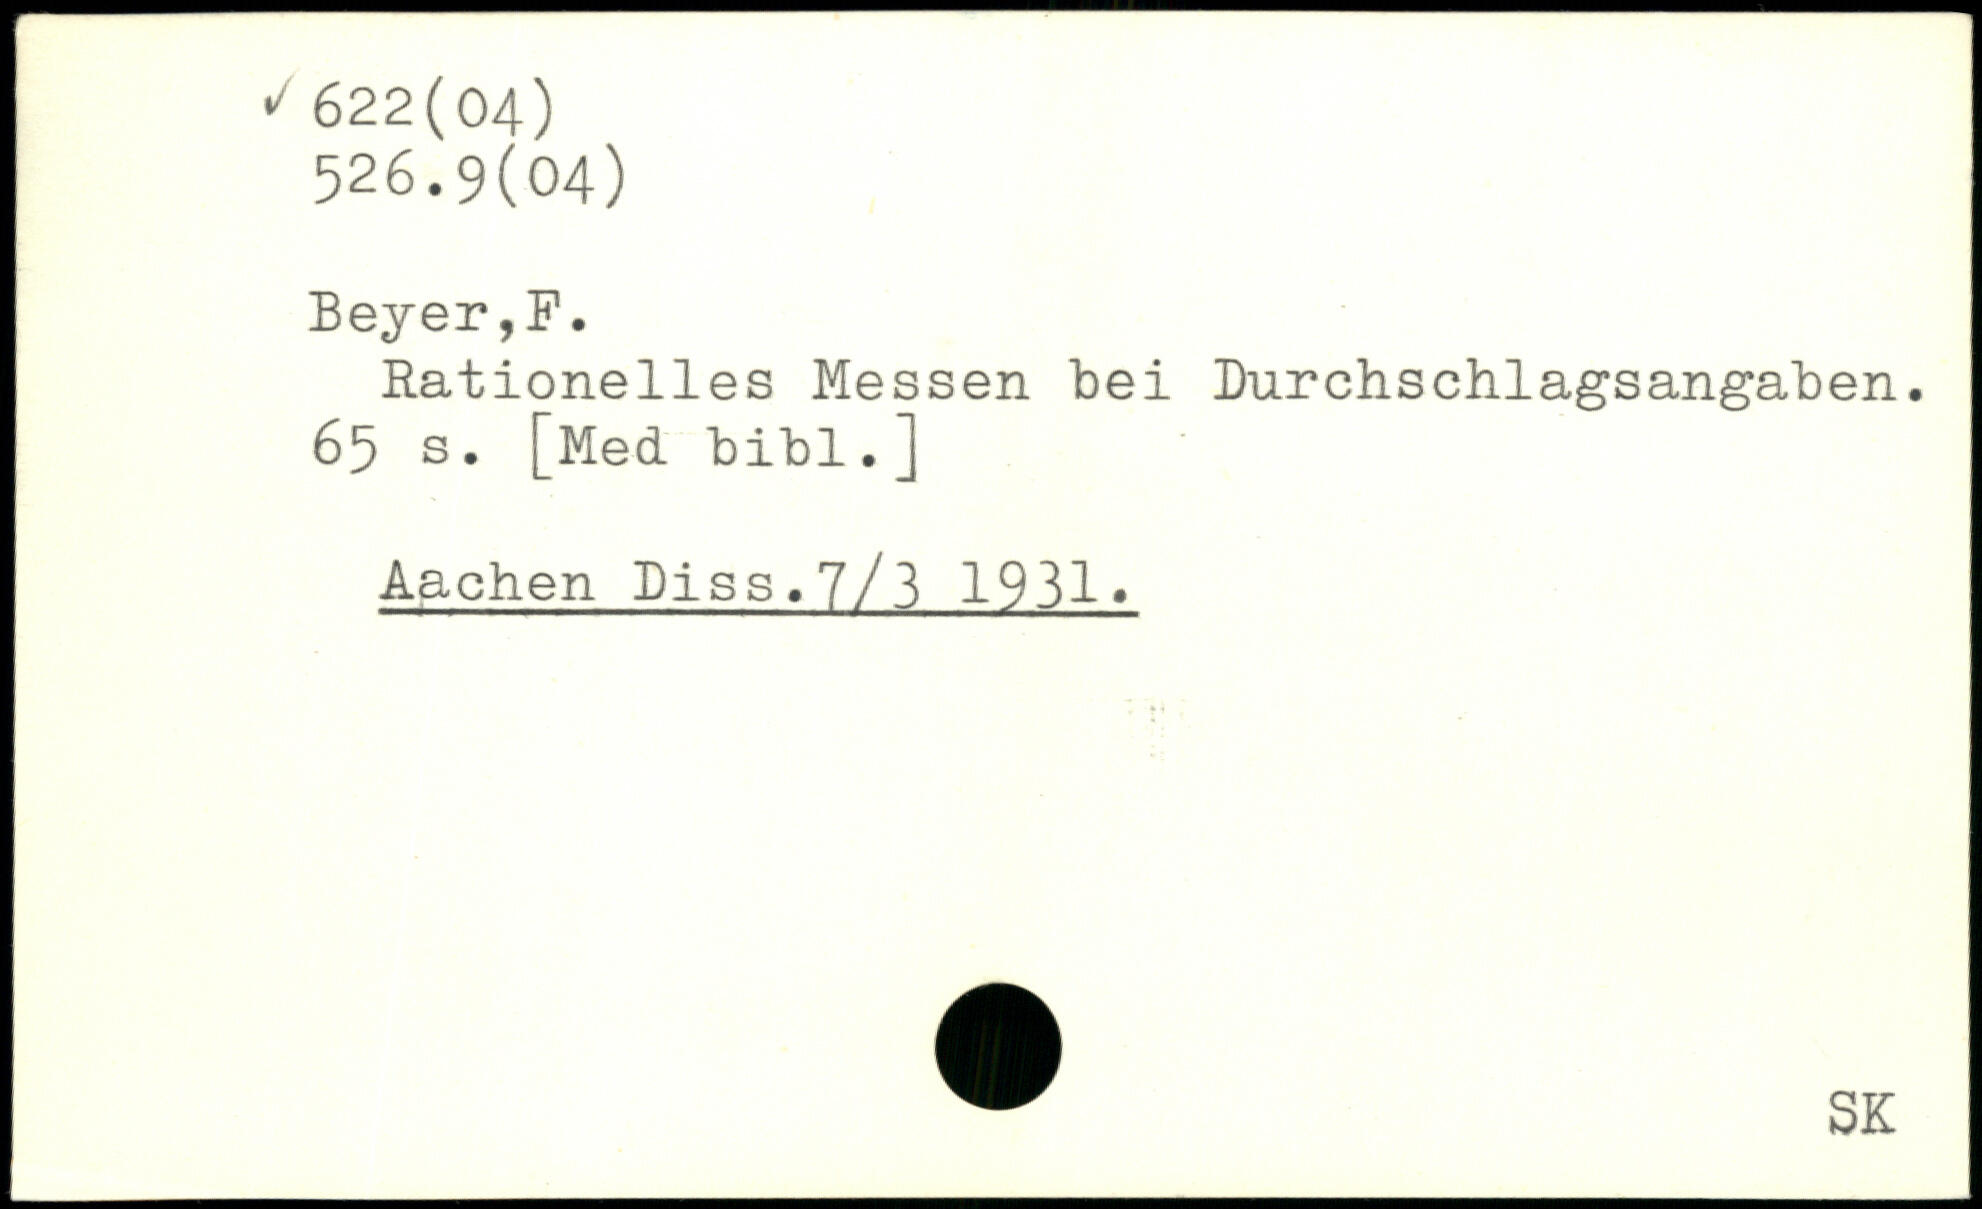 ✓ 622(04)
526.9(04)
Beyer,F.
Rationelles Messen bei Durchschlagsangaben.
65 s. [Med bibl.]
Aachen Diss.7/3 1931.
SK